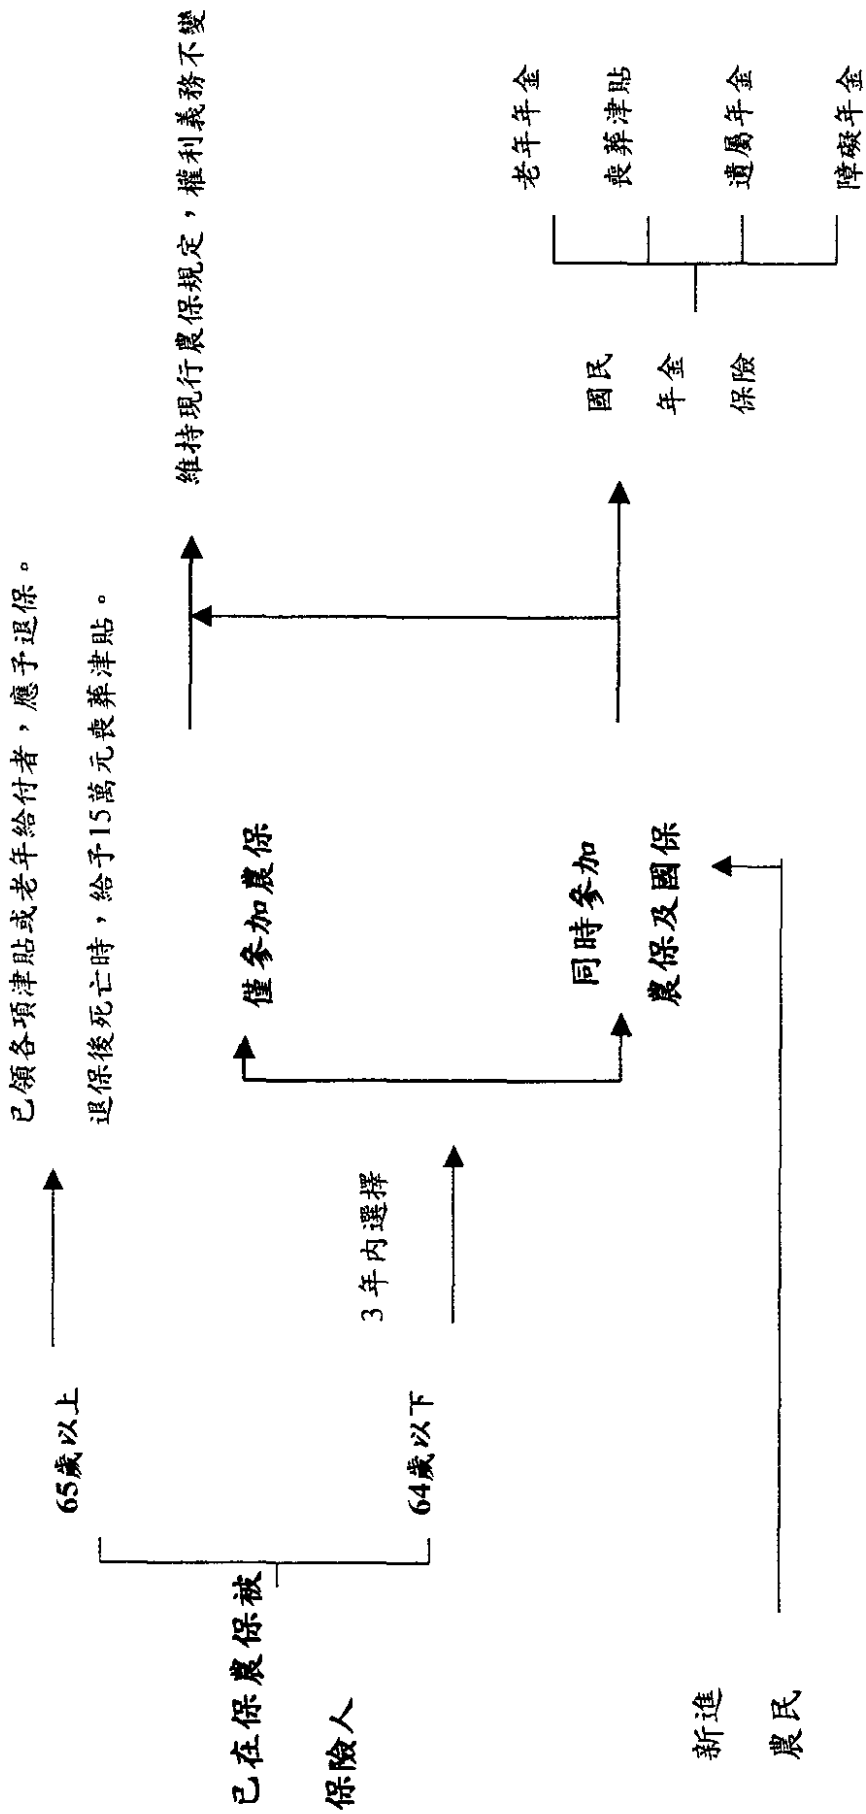 已在保農保被
保險人
65歲以上
已領各項津貼或老年給付者，應予退保。
退保後死亡時，給予15萬元喪葬津貼。
64歲以下
3 年內選擇
僅參加農保
維持現行農保規定，權利義務不變
同時參加
農保及國保
國民
年金
保險
老年年金
喪葬津貼
遺屬年金
障礙年金
新進
農民